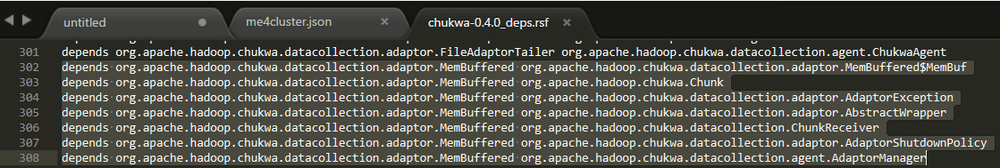 untitled
me4cluster.json
chukwa-0.4.0_deps.rsf
301 depends org.apache.hadoop.chukwa.datacollection.adaptor.FileAdaptorTailer org.apache.hadoop.chukwa.datacollection.agent.ChukwaAgent
302 depends org.apache.hadoop.chukwa.datacollection.adaptor.MemBuffered org.apache.hadoop.chukwa.datacollection.adaptor.MemBuffered$MemBuf
303 depends org.apache.hadoop.chukwa.datacollection.adaptor.MemBuffered org.apache.hadoop.chukwa.Chunk
304 depends org.apache.hadoop.chukwa.datacollection.adaptor.MemBuffered org.apache.hadoop.chukwa.datacollection.adaptor.AdaptorException
305 depends org.apache.hadoop.chukwa.datacollection.adaptor.MemBuffered org.apache.hadoop.chukwa.datacollection.adaptor.AbstractWrapper
306 depends org.apache.hadoop.chukwa.datacollection.adaptor.MemBuffered org.apache.hadoop.chukwa.datacollection.ChunkReceiver
307 depends org.apache.hadoop.chukwa.datacollection.adaptor.MemBuffered org.apache.hadoop.chukwa.datacollection.adaptor.AdaptorShutdownPolicy
308 depends org.apache.hadoop.chukwa.datacollection.adaptor.MemBuffered org.apache.hadoop.chukwa.datacollection.agent.AdaptorManager